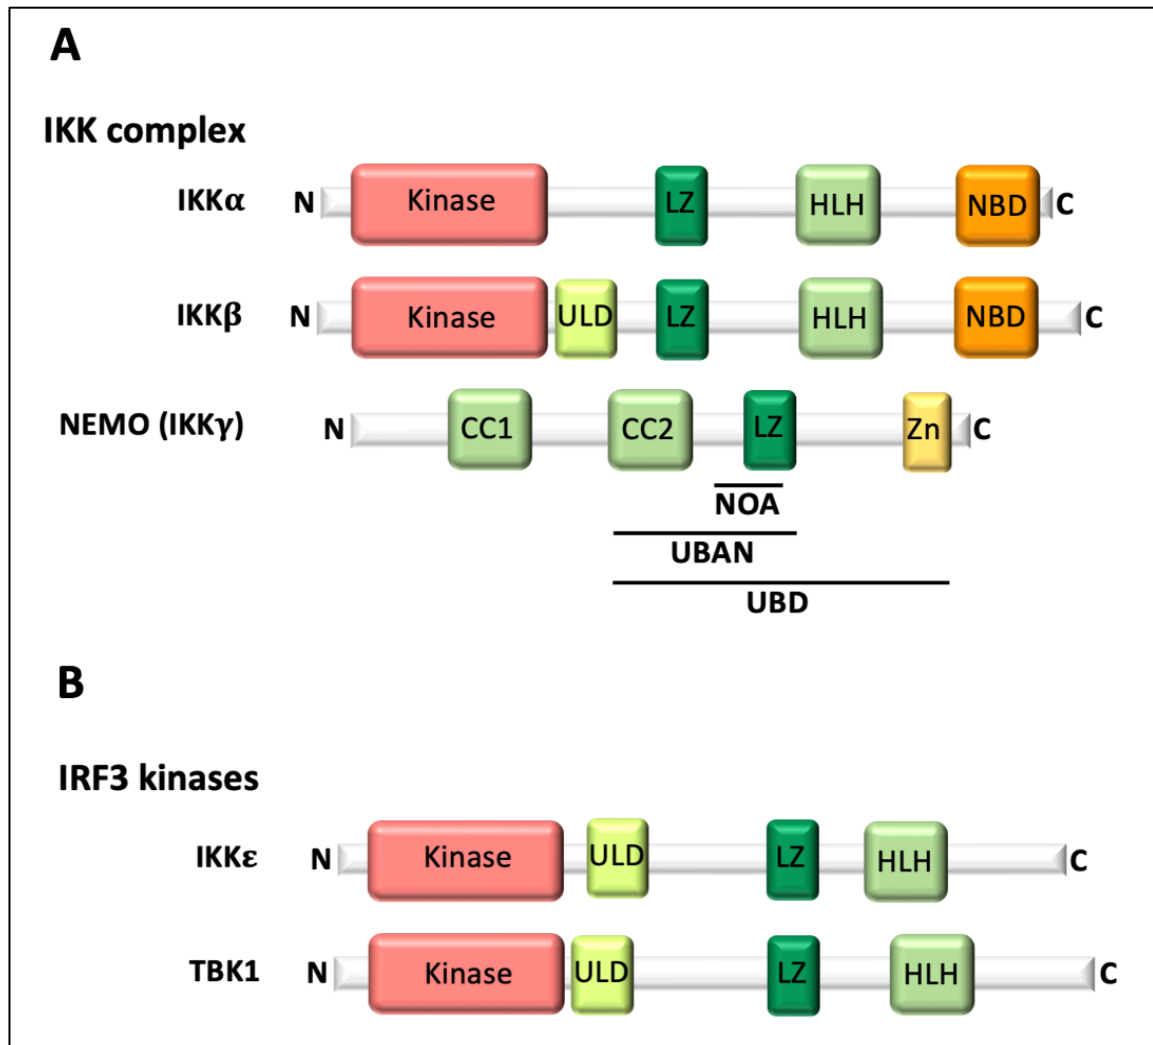 A
IKK complex
IKKα N Kinase LZ HLH NBD C
IKKβ N Kinase ULD LZ HLH NBD C
NEMO (IKKγ) N CC1 CC2 LZ Zn C
NOA
UBAN
UBD
B
IRF3 kinases
IKKε N Kinase ULD LZ HLH C
TBK1 N Kinase ULD LZ HLH C